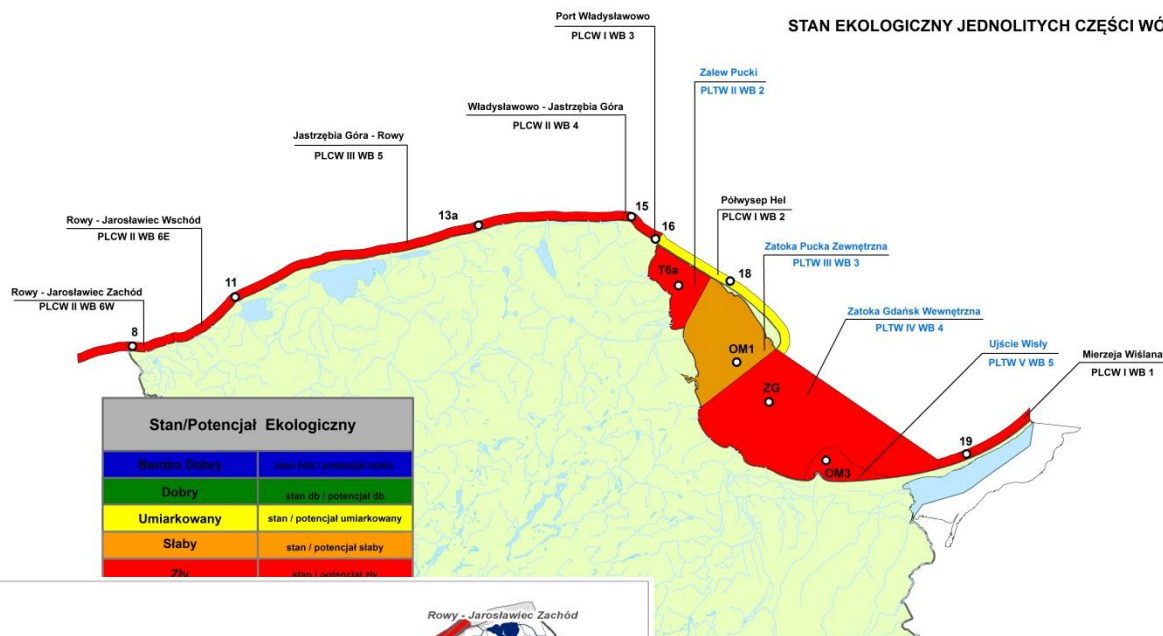 STAN EKOLOGICZNY JEDNOLITYCH CZĘŚCI WÓ
Port Władysławowo
PLCW I WB 3
Zalew Pucki
PLTW II WB 2
Władysławowo - Jastrzębia Góra
PLCW II WB 4
Jastrzębia Góra - Rowy
PLCW III WB 5
Półwysep Hel
PLCW I WB 2
Rowy - Jarosławiec Wschód
PLCW II WB 6E
Zatoka Pucka Zewnętrzna
PLTW III WB 3
Rowy - Jarosławiec Zachód
PLCW II WB 6W
Zatoka Gdańsk Wewnętrzna
PLTW IV WB 4
Ujście Wisły
PLTW V WB 5
Mierzeja Wiślana
PLCW I WB 1
8
11
13a
15
16
18
T6a
OM1
ZG
OM3
19
Stan/Potencjał Ekologiczny
Bardzo Dobry
Dobry stan db / potencjał db
Umiarkowany stan / potencjał umiarkowany
Słaby stan / potencjał słaby
Zły stan / potencjał zły
Rowy - Jarosławiec Zachód